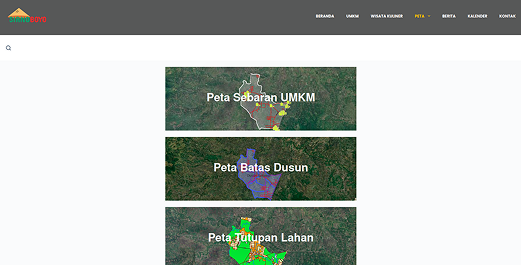 BERANDA UMKM WISATA KULINER PETA BERITA KALENDER KONTAK
Peta Sebaran UMKM
Peta Batas Dusun
Peta Tutupan Lahan